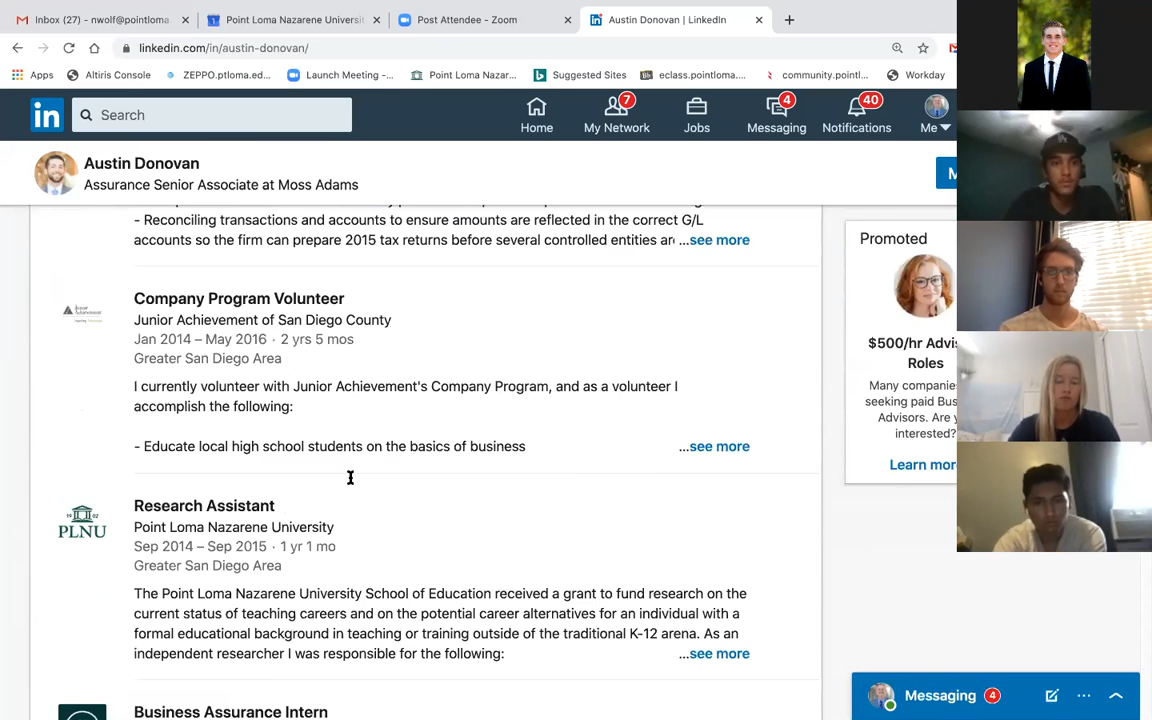 Inbox (27) - nwolf@pointloma
Point Loma Nazarene Universit
Post Attendee - Zoom
Austin Donovan | LinkedIn
linkedin.com/in/austin-donovan/
Apps
Altiris Console
ZEPPO.ptloma.ed...
Launch Meeting -...
Point Loma Nazar...
Suggested Sites
eclass.pointloma....
community.pointl...
Workday
in
Search
Home
7
My Network
Jobs
4
Messaging
40
Notifications
Me
Austin Donovan
Assurance Senior Associate at Moss Adams
M
- Reconciling transactions and accounts to ensure amounts are reflected in the correct G/L
accounts so the firm can prepare 2015 tax returns before several controlled entities are ...see more
Company Program Volunteer
Junior Achievement of San Diego County
Jan 2014 – May 2016 · 2 yrs 5 mos
Greater San Diego Area
I currently volunteer with Junior Achievement's Company Program, and as a volunteer I
accomplish the following:
- Educate local high school students on the basics of business ...see more
Junior
Achievement
PLNU
Research Assistant
Point Loma Nazarene University
Sep 2014 – Sep 2015 · 1 yr 1 mo
Greater San Diego Area
The Point Loma Nazarene University School of Education received a grant to fund research on the
current status of teaching careers and on the potential career alternatives for an individual with a
formal educational background in teaching or training outside of the traditional K-12 arena. As an
independent researcher I was responsible for the following: ...see more
Business Assurance Intern
Promoted
$500/hr Advis
Roles
Many companies
seeking paid Bus
Advisors. Are y
interested?
Learn mor
Messaging 4